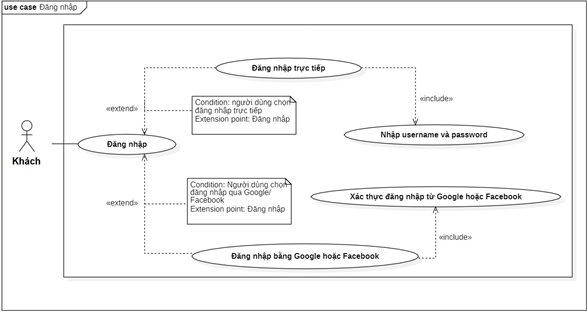 use case Đăng nhập
Đăng nhập trực tiếp
«extend»
Condition: người dùng chọn
đăng nhập trực tiếp
Extension point: Đăng nhập
«include»
Nhập username và password
Khách
Đăng nhập
«extend»
Condition: Người dùng chọn
đăng nhập qua Google/
Facebook
Extension point: Đăng nhập
Xác thực đăng nhập từ Google hoặc Facebook
«include»
Đăng nhập bằng Google hoặc Facebook